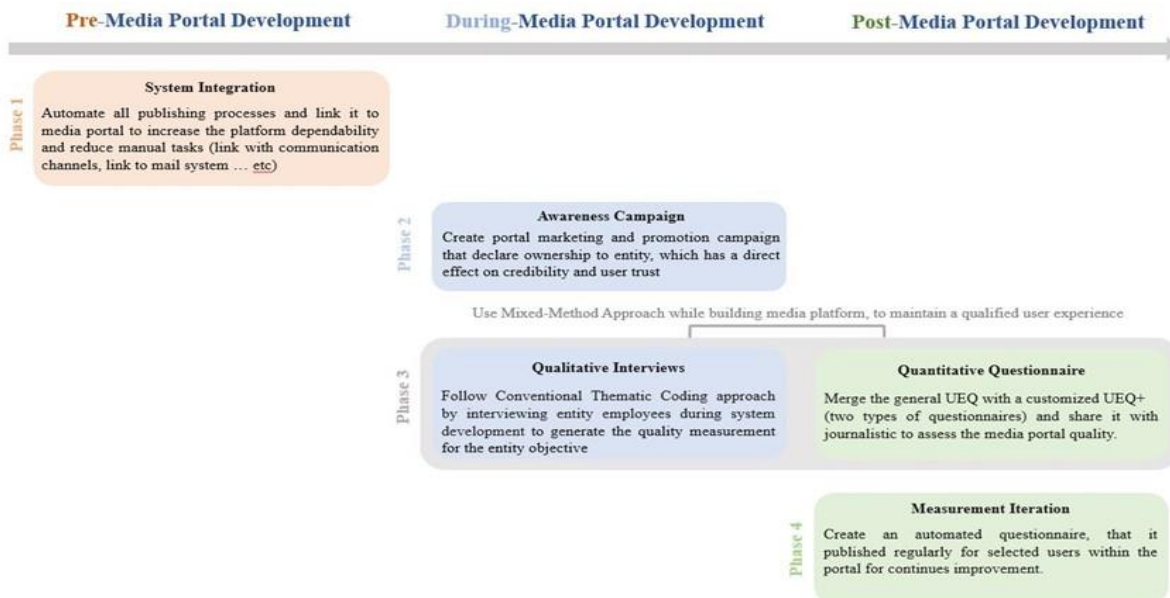 Pre-Media Portal Development
During-Media Portal Development
Post-Media Portal Development
Phase 1
System Integration
Automate all publishing processes and link it to
media portal to increase the platform dependability
and reduce manual tasks (link with communication
channels, link to mail system … etc)
Phase 2
Awareness Campaign
Create portal marketing and promotion campaign
that declare ownership to entity, which has a direct
effect on credibility and user trust
Use Mixed-Method Approach while building media platform, to maintain a qualified user experience
Phase 3
Qualitative Interviews
Follow Conventional Thematic Coding approach
by interviewing entity employees during system
development to generate the quality measurement
for the entity objective
Quantitative Questionnaire
Merge the general UEQ with a customized UEQ+
(two types of questionnaires) and share it with
journalistic to assess the media portal quality.
Phase 4
Measurement Iteration
Create an automated questionnaire, that it
published regularly for selected users within the
portal for continues improvement.